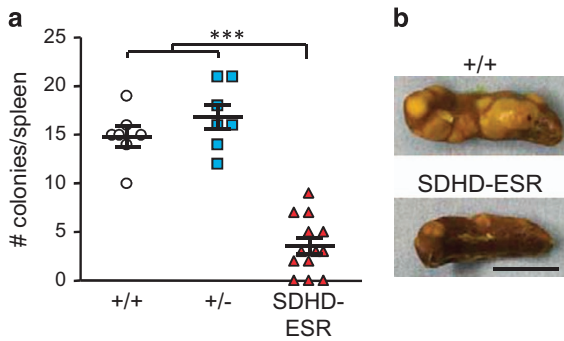 a
***
# colonies/spleen
25
20
15
10
5
0
+/+
+/-
SDHD-
ESR
b
+/+
SDHD-ESR